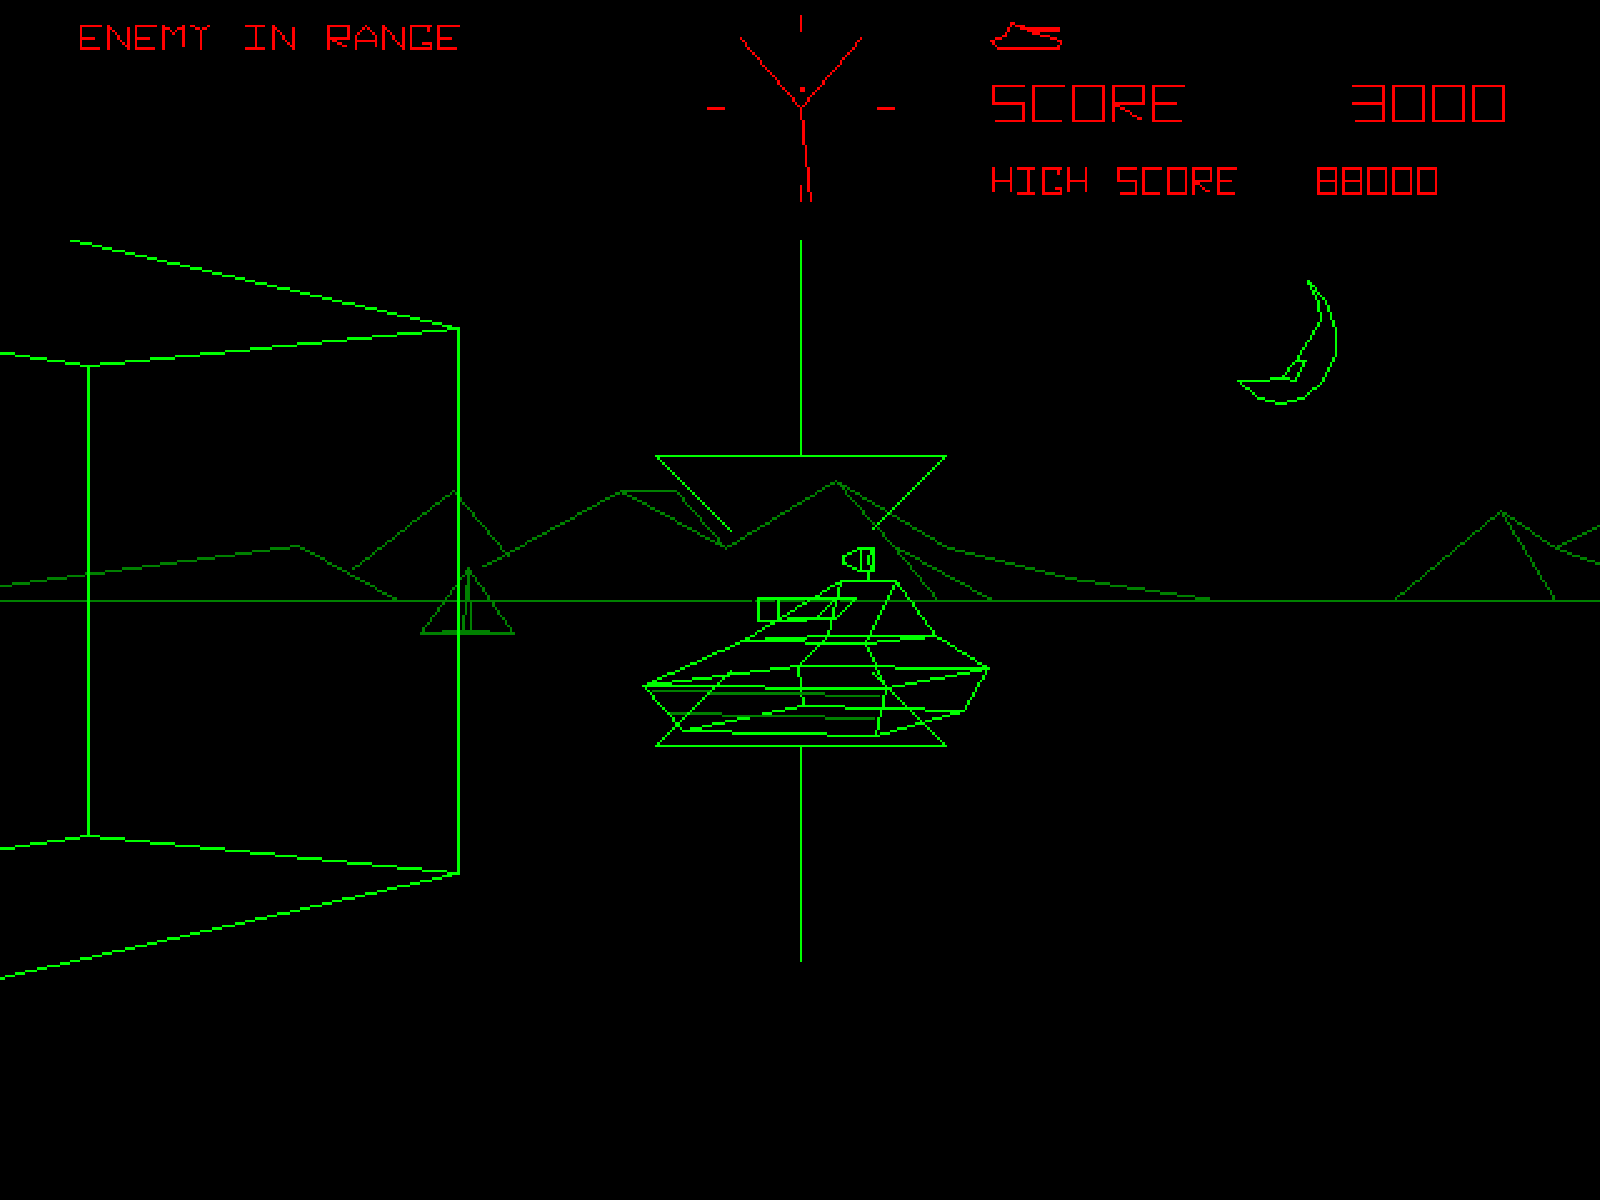 ENEMY IN RANGE
SCORE 3000
HIGH SCORE 88000